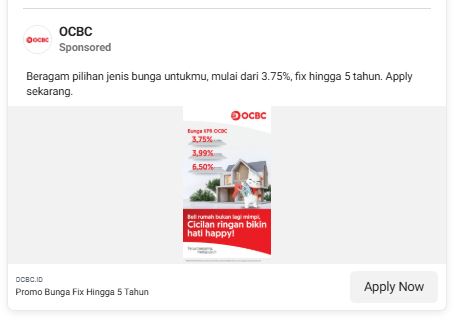 OCBC
OCBC
Sponsored
Beragam pilihan jenis bunga untukmu, mulai dari 3.75%, fix hingga 5 tahun. Apply
sekarang.
OCBC
Bunga KPR OCBC
3,75%
3,99%
6,50%
Beli rumah bukan lagi mimpi,
Cicilan ringan bikin
hati happy!
OCBC.ID
Promo Bunga Fix Hingga 5 Tahun
Apply Now